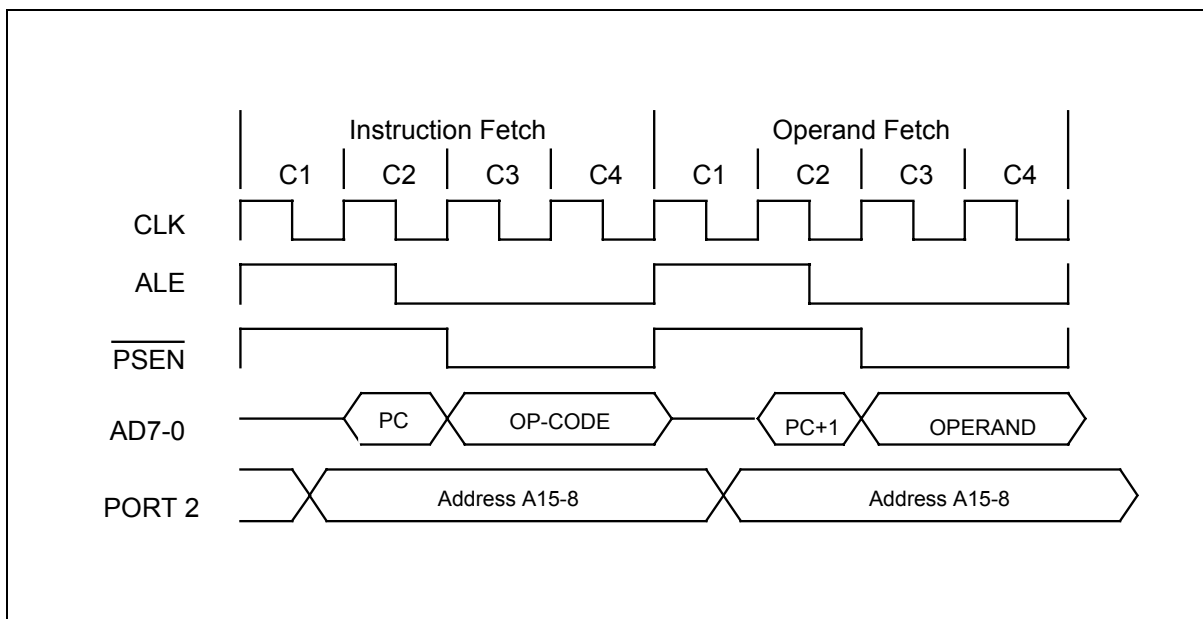 Instruction Fetch Operand Fetch
C1 C2 C3 C4 C1 C2 C3 C4
CLK
ALE
PSEN
AD7-0 PC OP-CODE PC+1 OPERAND
PORT 2 Address A15-8 Address A15-8